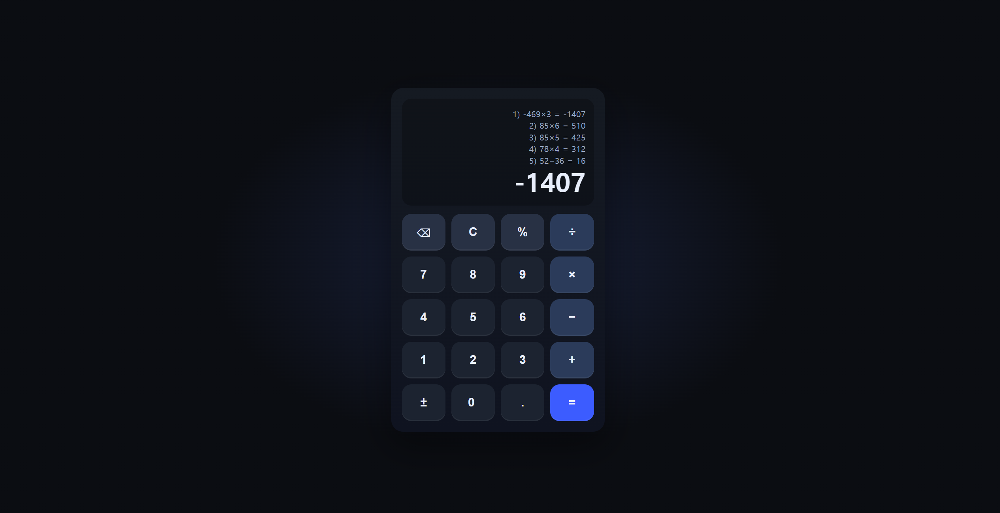 1) -469×3 = -1407
2) 85×6 = 510
3) 85×5 = 425
4) 78×4 = 312
5) 52−36 = 16
-1407
⌫ C % ÷
7 8 9 ×
4 5 6 −
1 2 3 +
± 0 . =